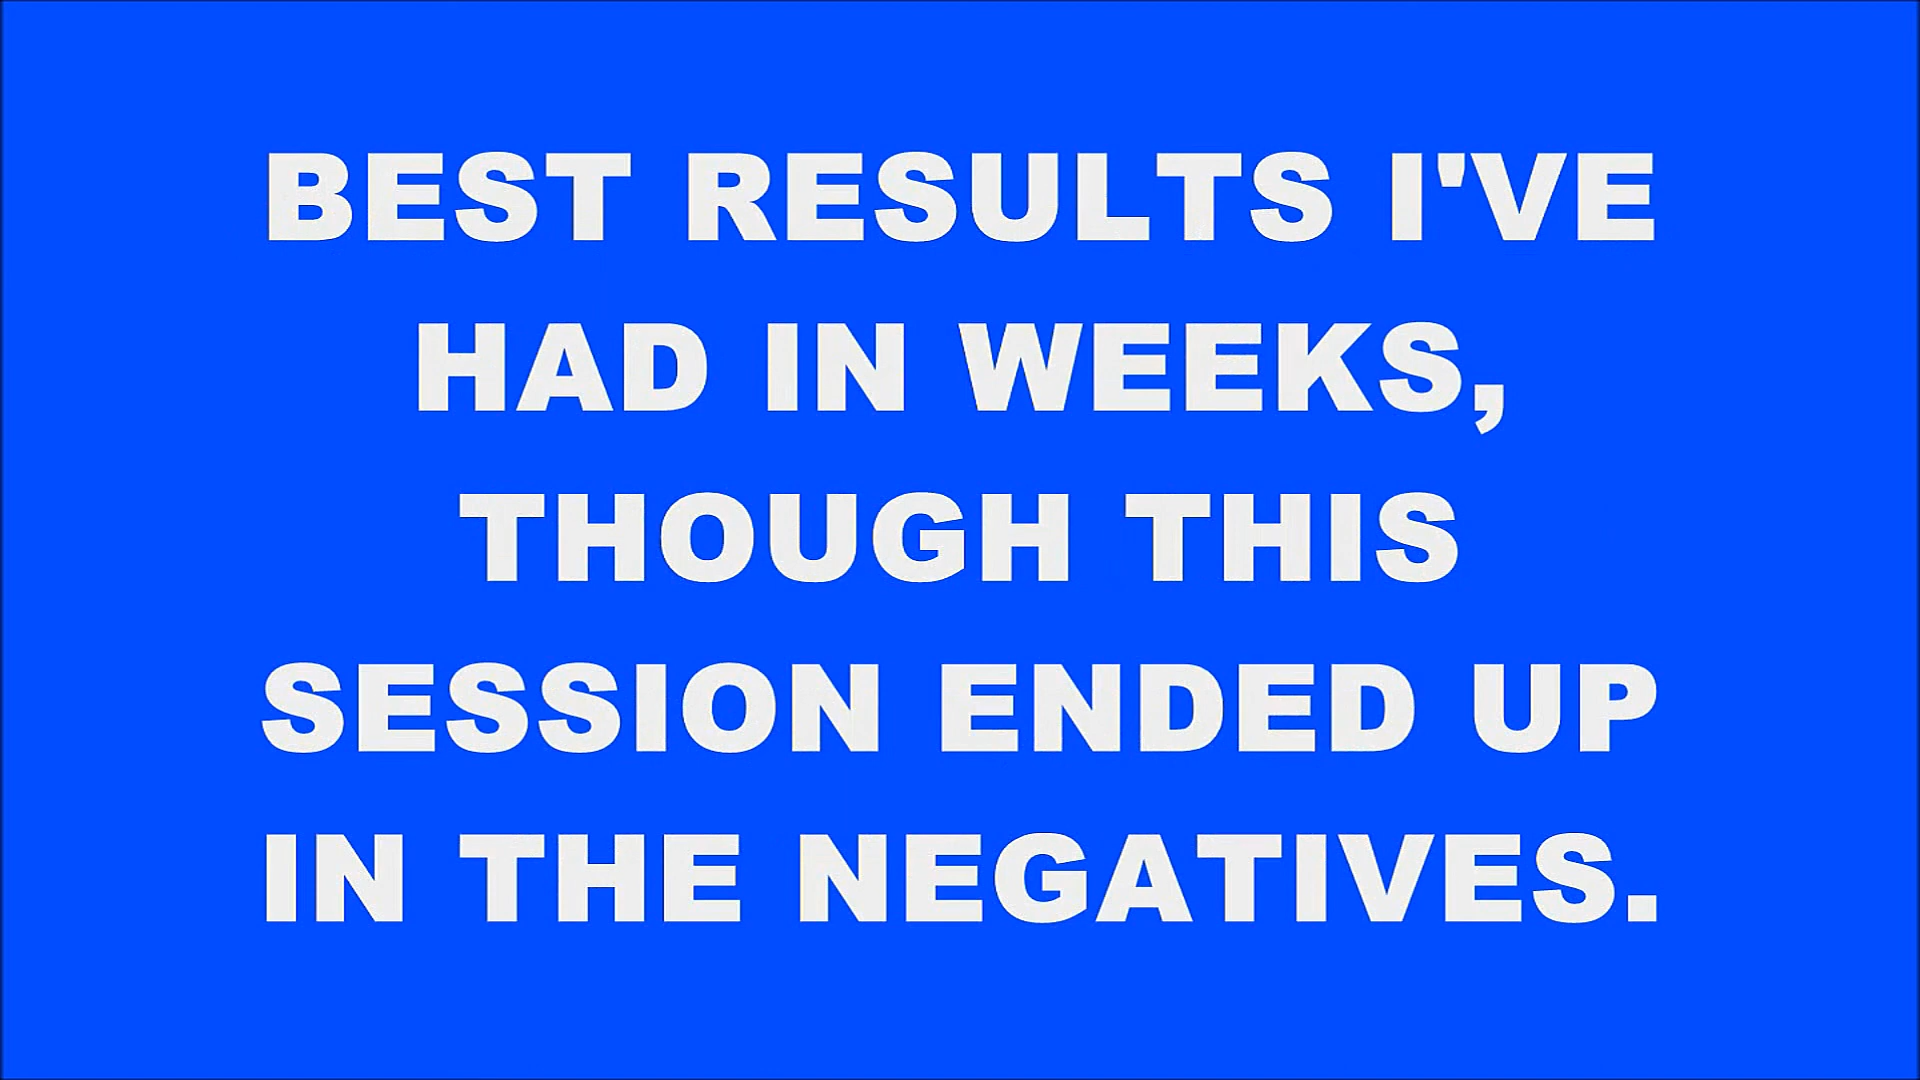 BEST RESULTS I'VE
HAD IN WEEKS,
THOUGH THIS
SESSION ENDED UP
IN THE NEGATIVES.